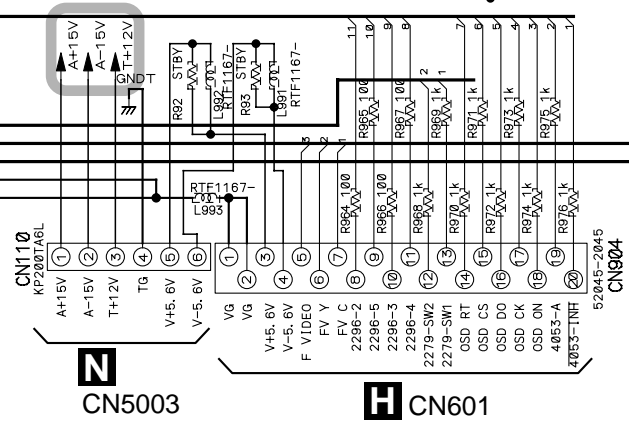 A+15V
A-15V
T+12V
GNDT
STBY
R92
L992
RTF1167-
STBY
R93
L991
RTF1167-
11
10
9
8
7
6
5
4
3
2
1
2
1
R965 100
R967 100
R969 1k
R971 1k
R973 1k
R975 1k
3
2
1
RTF1167-
L993
R964 100
R966 100
R968 1k
R970 1k
R972 1k
R974 1k
R976 1k
CN110
KP200TA6L
1 2 3 4 5 6
A+15V
A-15V
T+12V
TG
V+5.6V
V-5.6V
1 2 3 4 5 6 7 8 9 10 11 12 13 14 15 16 17 18 19 20
VG
VG
V+5.6V
V-5.6V
F VIDEO
FV Y
FV C
2296-2
2296-5
2296-3
2296-4
2279-SW2
2279-SW1
OSD RT
OSD CS
OSD DO
OSD CK
OSD ON
4053-A
4053-INH
52045-2045
CN904
N
CN5003
H CN601